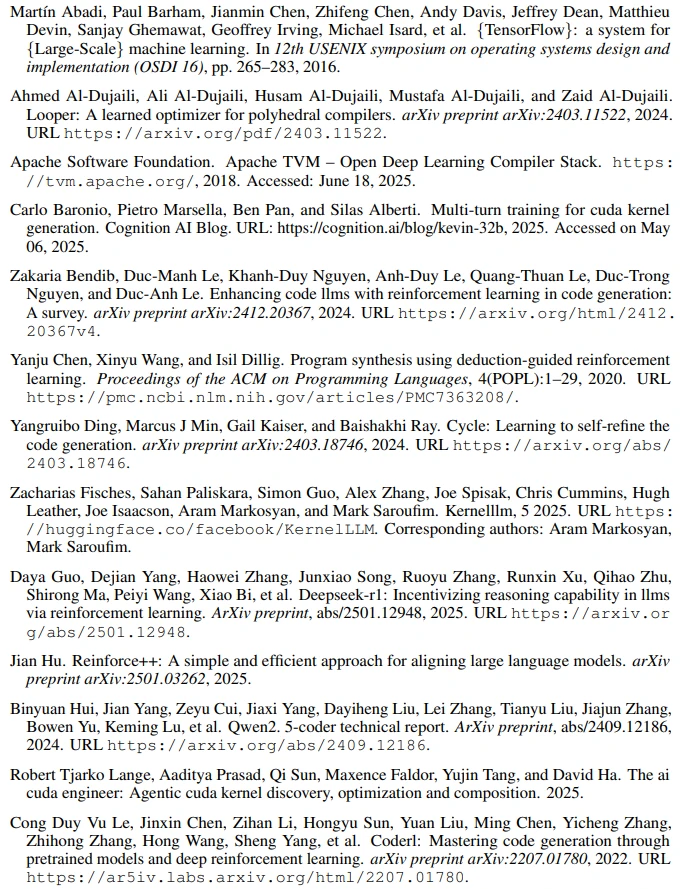 Martín Abadi, Paul Barham, Jianmin Chen, Zhifeng Chen, Andy Davis, Jeffrey Dean, Matthieu
Devin, Sanjay Ghemawat, Geoffrey Irving, Michael Isard, et al. {TensorFlow}: a system for
{Large-Scale} machine learning. In 12th USENIX symposium on operating systems design and
implementation (OSDI 16), pp. 265–283, 2016.
Ahmed Al-Dujaili, Ali Al-Dujaili, Husam Al-Dujaili, Mustafa Al-Dujaili, and Zaid Al-Dujaili.
Looper: A learned optimizer for polyhedral compilers. arXiv preprint arXiv:2403.11522, 2024.
URL https://arxiv.org/pdf/2403.11522.
Apache Software Foundation. Apache TVM – Open Deep Learning Compiler Stack. https:
//tvm.apache.org/, 2018. Accessed: June 18, 2025.
Carlo Baronio, Pietro Marsella, Ben Pan, and Silas Alberti. Multi-turn training for cuda kernel
generation. Cognition AI Blog. URL: https://cognition.ai/blog/kevin-32b, 2025. Accessed on May
06, 2025.
Zakaria Bendib, Duc-Manh Le, Khanh-Duy Nguyen, Anh-Duy Le, Quang-Thuan Le, Duc-Trong
Nguyen, and Duc-Anh Le. Enhancing code llms with reinforcement learning in code generation:
A survey. arXiv preprint arXiv:2412.20367, 2024. URL https://arxiv.org/html/2412.
20367v4.
Yanju Chen, Xinyu Wang, and Isil Dillig. Program synthesis using deduction-guided reinforcement
learning. Proceedings of the ACM on Programming Languages, 4(POPL):1–29, 2020. URL
https://pmc.ncbi.nlm.nih.gov/articles/PMC7363208/.
Yangruibo Ding, Marcus J Min, Gail Kaiser, and Baishakhi Ray. Cycle: Learning to self-refine the
code generation. arXiv preprint arXiv:2403.18746, 2024. URL https://arxiv.org/abs/
2403.18746.
Zacharias Fisches, Sahan Paliskara, Simon Guo, Alex Zhang, Joe Spisak, Chris Cummins, Hugh
Leather, Joe Isaacson, Aram Markosyan, and Mark Saroufim. Kernelllm, 5 2025. URL https:
//huggingface.co/facebook/KernelLLM. Corresponding authors: Aram Markosyan,
Mark Saroufim.
Daya Guo, Dejian Yang, Haowei Zhang, Junxiao Song, Ruoyu Zhang, Runxin Xu, Qihao Zhu,
Shirong Ma, Peiyi Wang, Xiao Bi, et al. Deepseek-r1: Incentivizing reasoning capability in llms
via reinforcement learning. ArXiv preprint, abs/2501.12948, 2025. URL https://arxiv.or
g/abs/2501.12948.
Jian Hu. Reinforce++: A simple and efficient approach for aligning large language models. arXiv
preprint arXiv:2501.03262, 2025.
Binyuan Hui, Jian Yang, Zeyu Cui, Jiaxi Yang, Dayiheng Liu, Lei Zhang, Tianyu Liu, Jiajun Zhang,
Bowen Yu, Keming Lu, et al. Qwen2. 5-coder technical report. ArXiv preprint, abs/2409.12186,
2024. URL https://arxiv.org/abs/2409.12186.
Robert Tjarko Lange, Aaditya Prasad, Qi Sun, Maxence Faldor, Yujin Tang, and David Ha. The ai
cuda engineer: Agentic cuda kernel discovery, optimization and composition. 2025.
Cong Duy Vu Le, Jinxin Chen, Zihan Li, Hongyu Sun, Yuan Liu, Ming Chen, Yicheng Zhang,
Zhihong Zhang, Hong Wang, Sheng Yang, et al. Coderl: Mastering code generation through
pretrained models and deep reinforcement learning. arXiv preprint arXiv:2207.01780, 2022. URL
https://ar5iv.labs.arxiv.org/html/2207.01780.